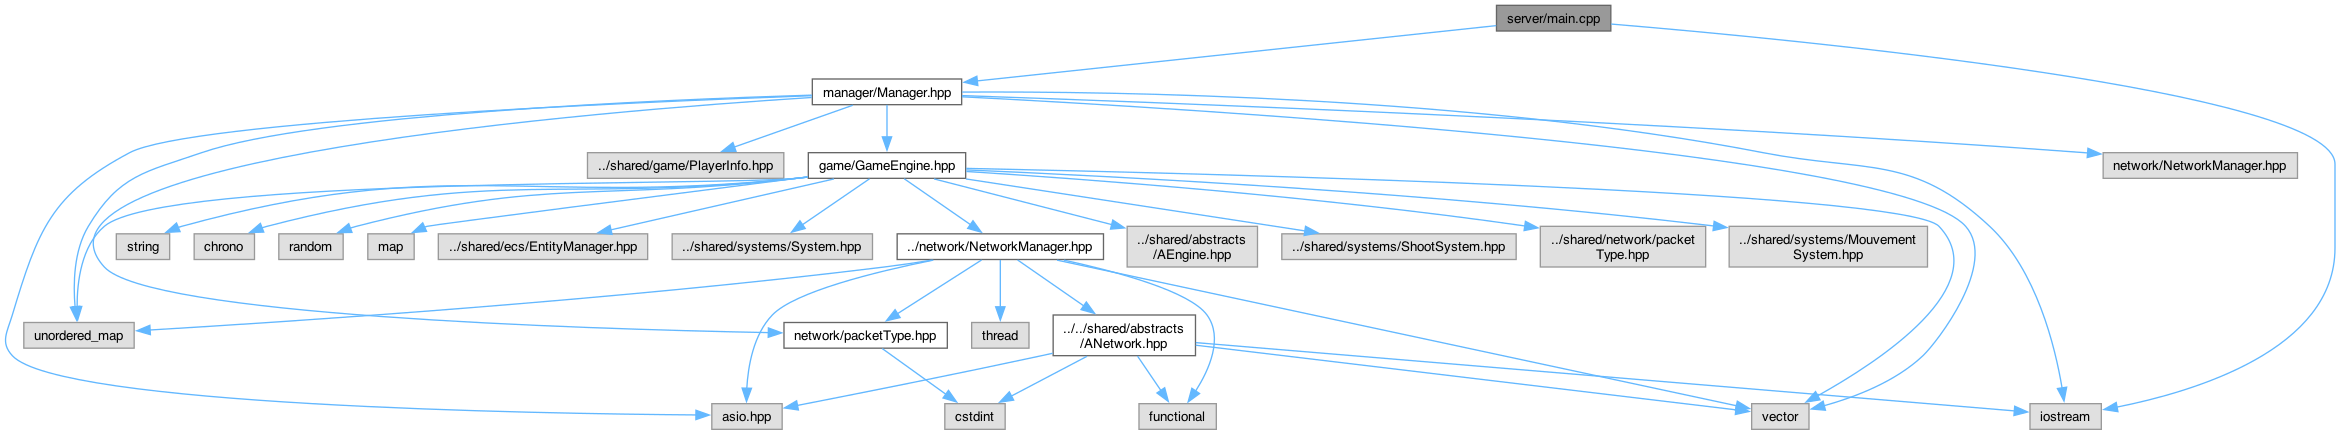 server/main.cpp
manager/Manager.hpp
../shared/game/PlayerInfo.hpp
game/GameEngine.hpp
network/NetworkManager.hpp
string
chrono
random
map
../shared/ecs/EntityManager.hpp
../shared/systems/System.hpp
../network/NetworkManager.hpp
../shared/abstracts
/AEngine.hpp
../shared/systems/ShootSystem.hpp
../shared/network/packet
Type.hpp
../shared/systems/Mouvement
System.hpp
unordered_map
network/packetType.hpp
thread
../../shared/abstracts
/ANetwork.hpp
asio.hpp
cstdint
functional
vector
iostream